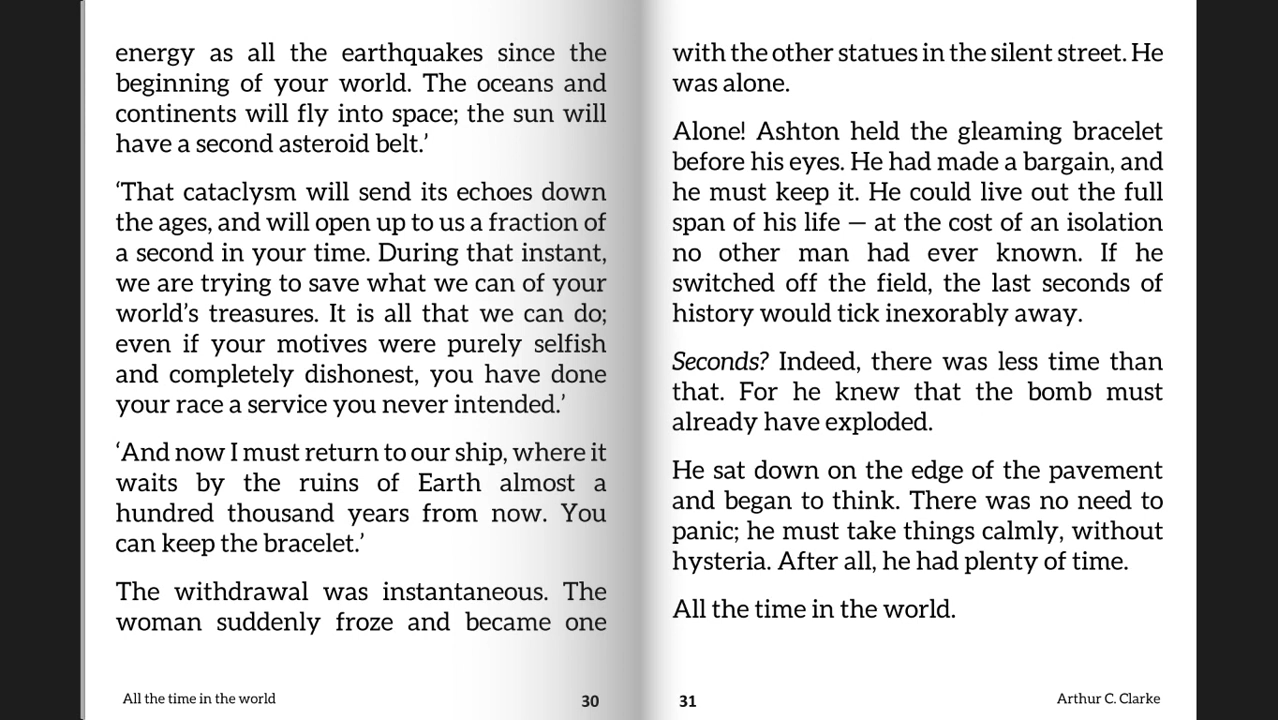 energy as all the earthquakes since the
beginning of your world. The oceans and
continents will fly into space; the sun will
have a second asteroid belt.’
‘That cataclysm will send its echoes down
the ages, and will open up to us a fraction of
a second in your time. During that instant,
we are trying to save what we can of your
world’s treasures. It is all that we can do;
even if your motives were purely selfish
and completely dishonest, you have done
your race a service you never intended.’
‘And now I must return to our ship, where it
waits by the ruins of Earth almost a
hundred thousand years from now. You
can keep the bracelet.’
The withdrawal was instantaneous. The
woman suddenly froze and became one
All the time in the world
30
with the other statues in the silent street. He
was alone.
Alone! Ashton held the gleaming bracelet
before his eyes. He had made a bargain, and
he must keep it. He could live out the full
span of his life — at the cost of an isolation
no other man had ever known. If he
switched off the field, the last seconds of
history would tick inexorably away.
Seconds? Indeed, there was less time than
that. For he knew that the bomb must
already have exploded.
He sat down on the edge of the pavement
and began to think. There was no need to
panic; he must take things calmly, without
hysteria. After all, he had plenty of time.
All the time in the world.
31
Arthur C. Clarke